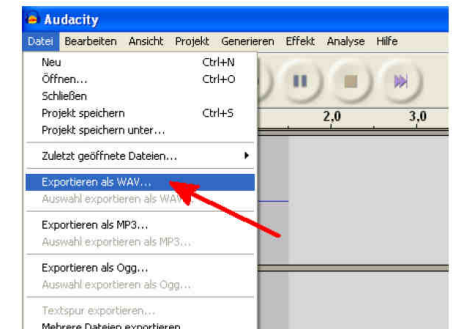 Audacity
Datei Bearbeiten Ansicht Projekt Generieren Effekt Analyse Hilfe
Neu Ctrl+N
Öffnen... Ctrl+O
Schließen
Projekt speichern Ctrl+S
Projekt speichern unter...
2,0 3,0
Zuletzt geöffnete Dateien...
Exportieren als WAV...
Auswahl exportieren als WAV
Exportieren als MP3...
Auswahl exportieren als MP3...
Exportieren als Ogg...
Auswahl exportieren als Ogg...
Textspur exportieren...
Mehrere Dateien exportieren